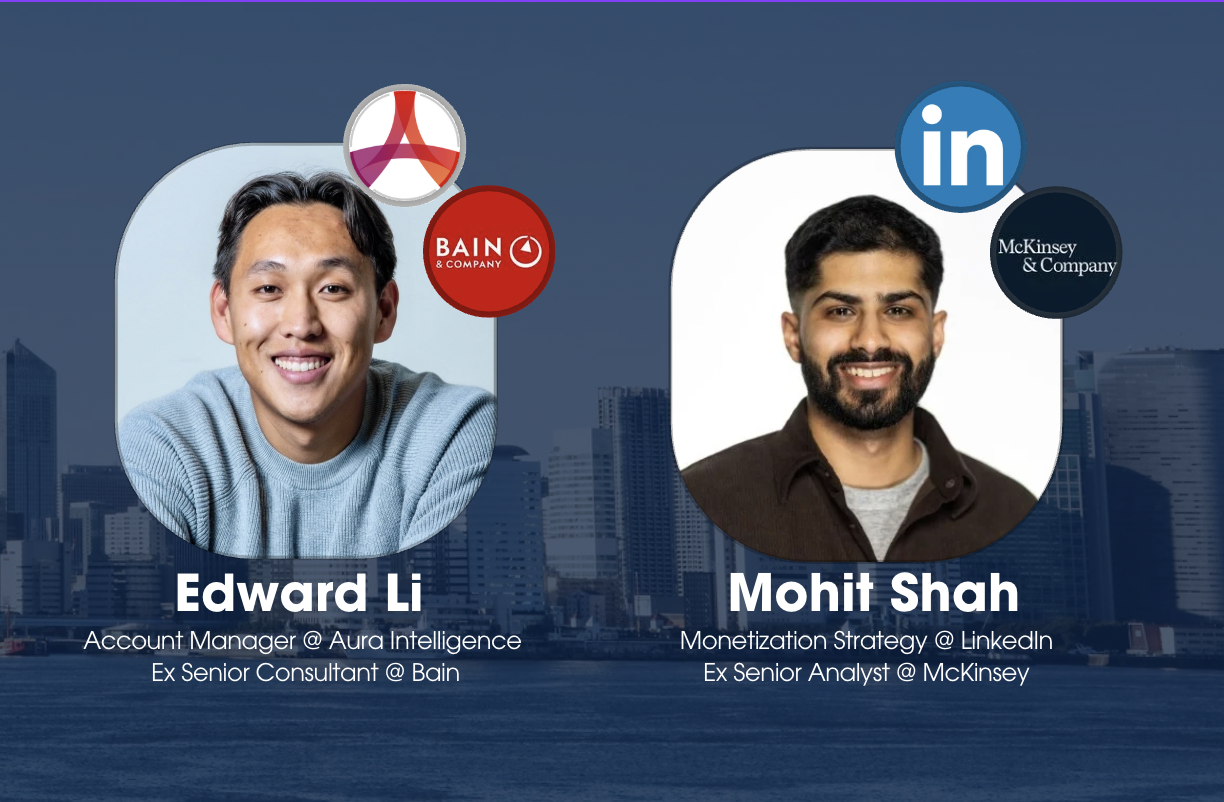 in
BAIN
& COMPANY
McKinsey
& Company
Edward Li
Account Manager @ Aura Intelligence
Ex Senior Consultant @ Bain
Mohit Shah
Monetization Strategy @ LinkedIn
Ex Senior Analyst @ McKinsey